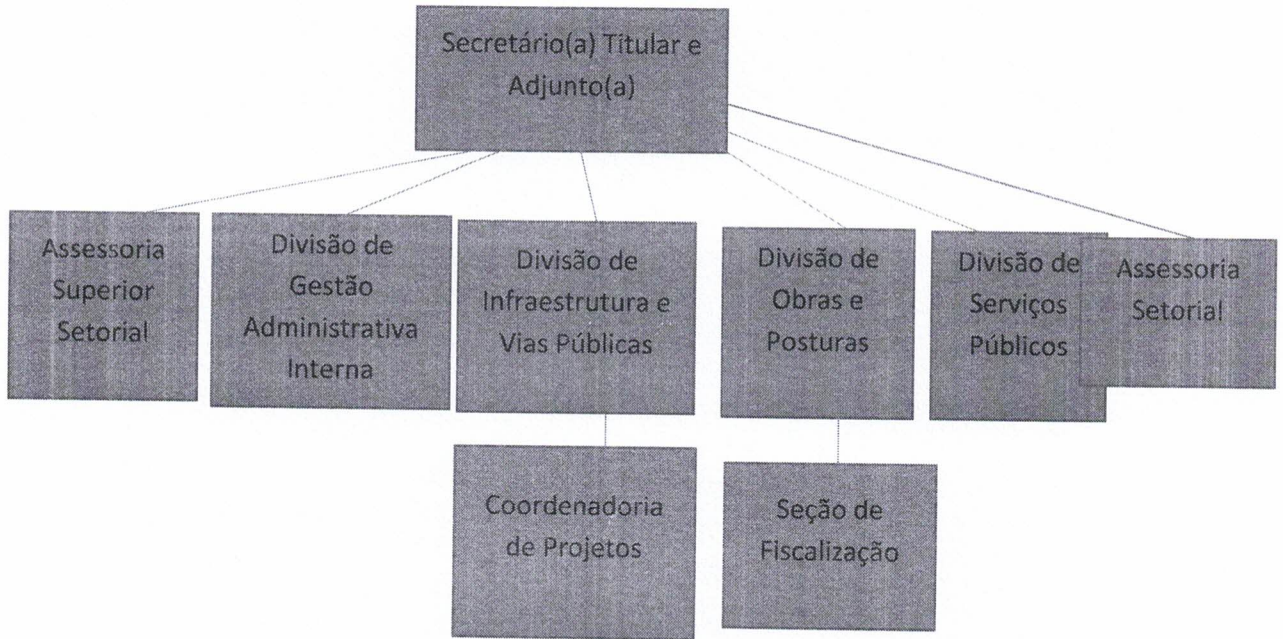 Secretário(a) Titular e
Adjunto(a)
Assessoria
Superior
Setorial
Divisão de
Gestão
Administrativa
Interna
Divisão de
Infraestrutura e
Vias Públicas
Divisão de
Obras e
Posturas
Divisão de
Serviços
Públicos
Assessoria
Setorial
Coordenadoria
de Projetos
Seção de
Fiscalização